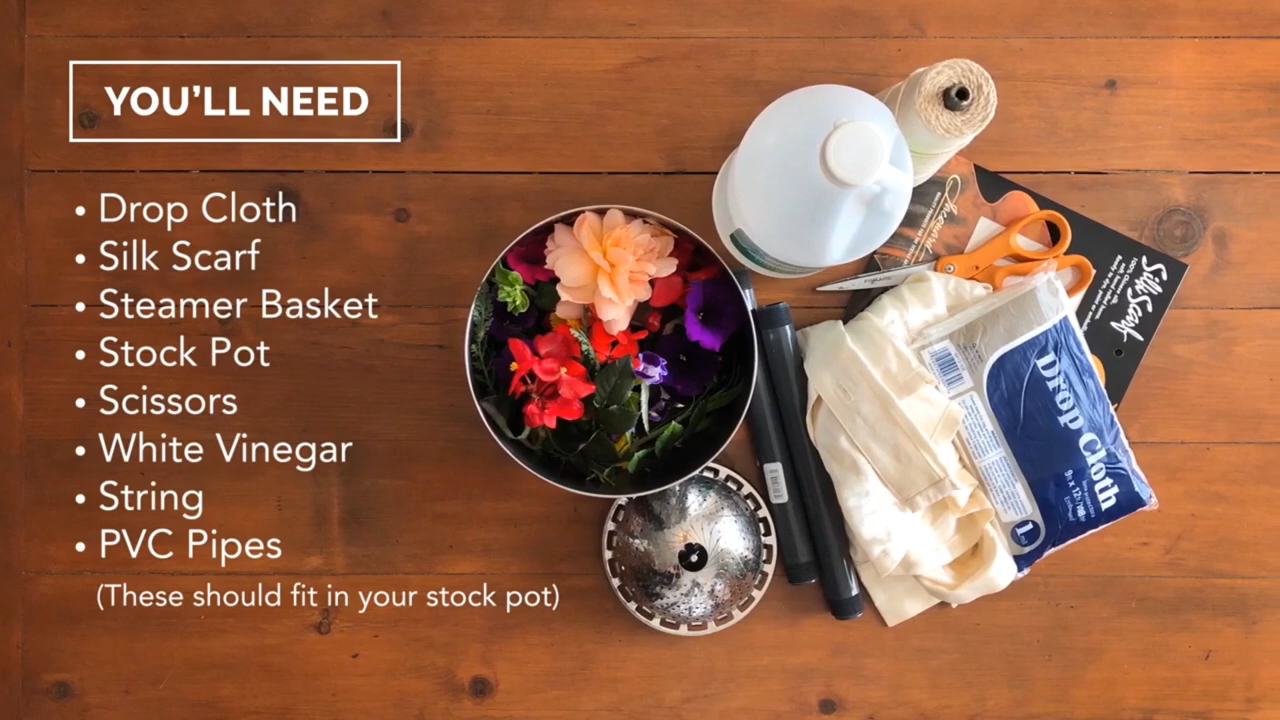 YOU'LL NEED
• Drop Cloth
• Silk Scarf
• Steamer Basket
• Stock Pot
• Scissors
• White Vinegar
• String
• PVC Pipes
(These should fit in your stock pot)
Silk Scarf
Drop Cloth